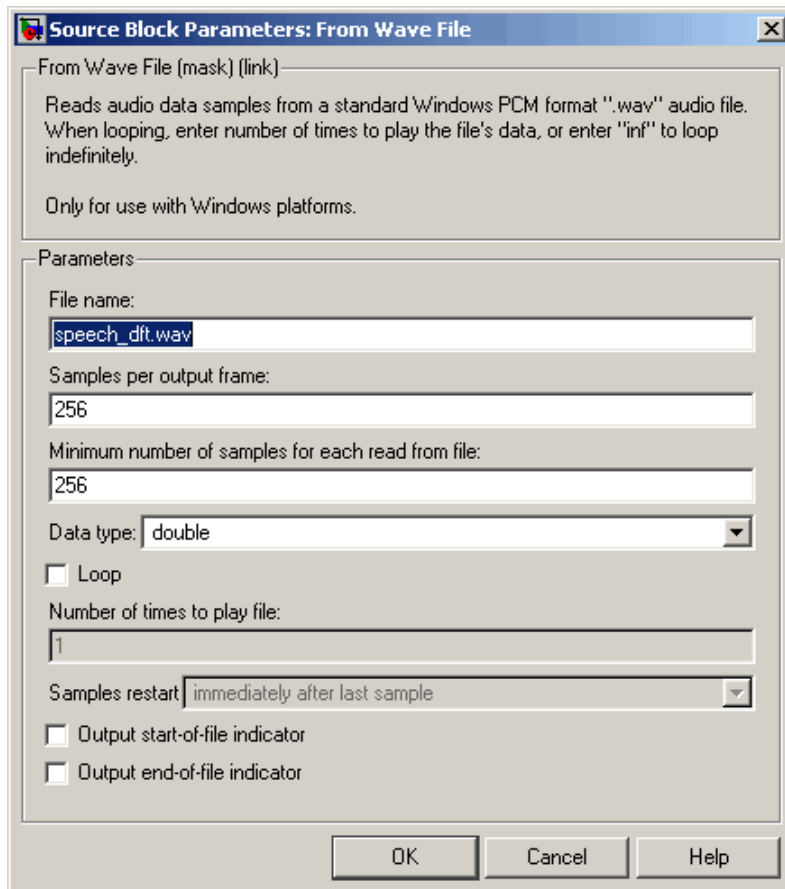 Source Block Parameters: From Wave File
From Wave File (mask) (link)
Reads audio data samples from a standard Windows PCM format ".wav" audio file.
When looping, enter number of times to play the file's data, or enter "inf" to loop
indefinitely.
Only for use with Windows platforms.
Parameters
File name:
speech_dft.wav
Samples per output frame:
256
Minimum number of samples for each read from file:
256
Data type: double
Loop
Number of times to play file:
1
Samples restart immediately after last sample
Output start-of-file indicator
Output end-of-file indicator
OK Cancel Help